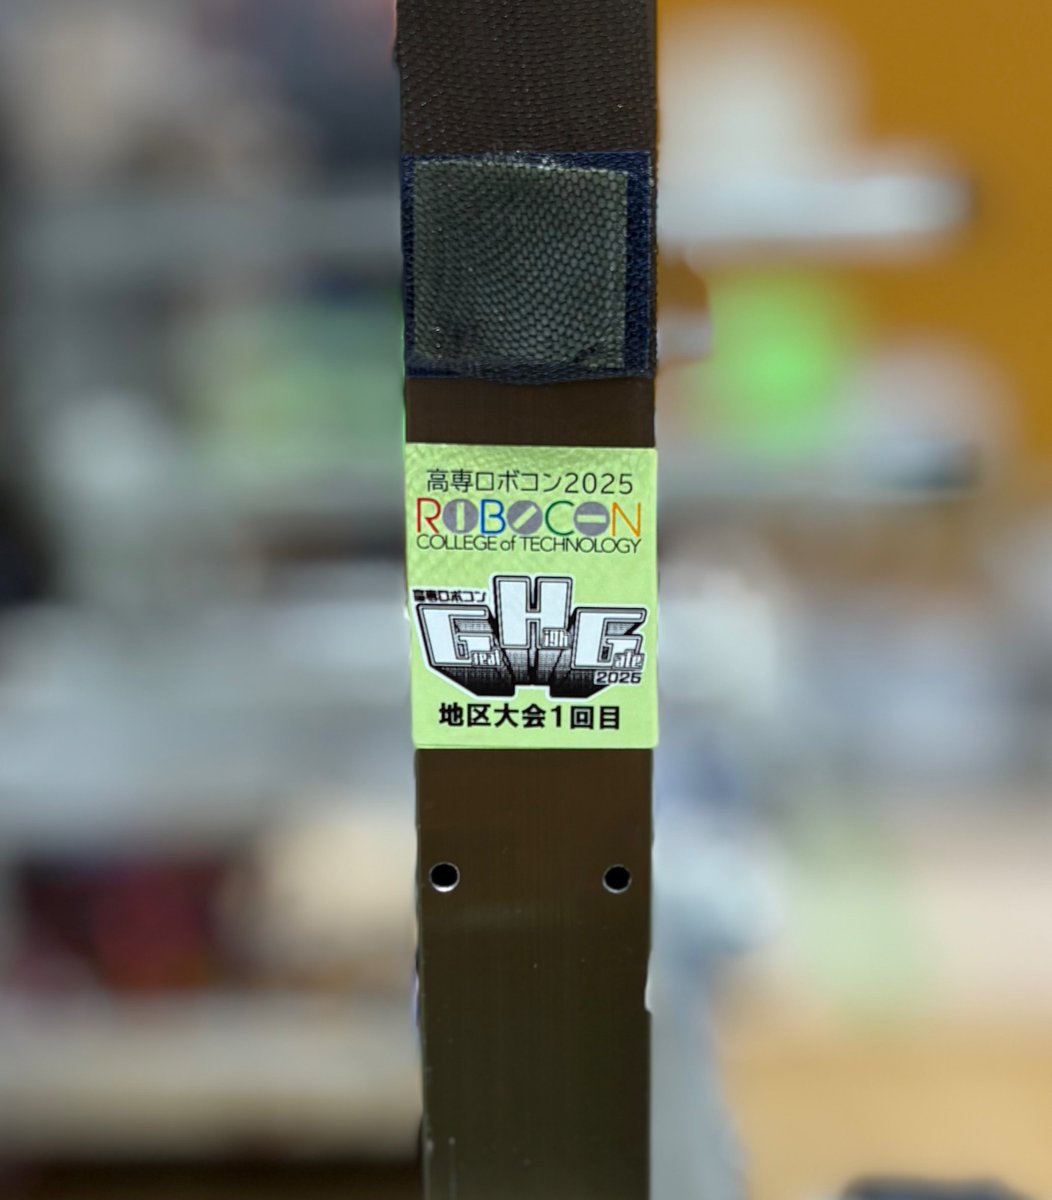 高専ロボコン2025
ROBOCON
COLLEGE of TECHNOLOGY
高専ロボコン
Great High Gate
2025
地区大会1回目